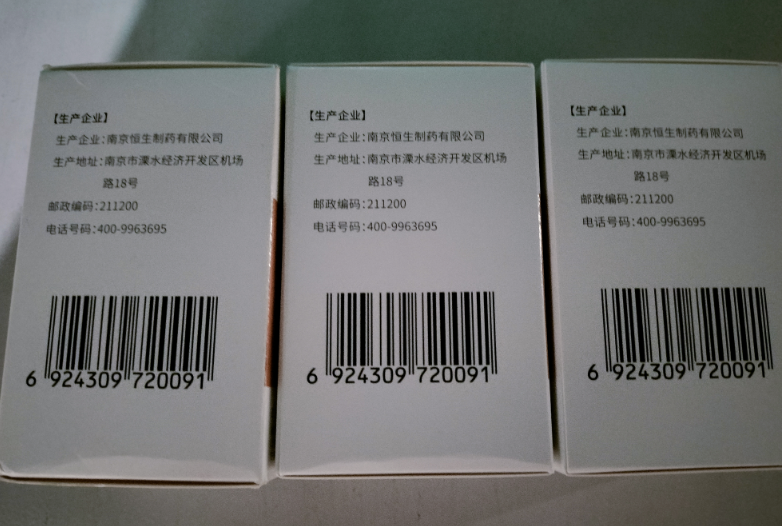 【生产企业】
生产企业:南京恒生制药有限公司
生产地址:南京市溧水经济开发区机场
路18号
邮政编码:211200
电话号码:400-9963695
6 924309 720091
【生产企业】
生产企业:南京恒生制药有限公司
生产地址:南京市溧水经济开发区机场
路18号
邮政编码:211200
电话号码:400-9963695
6 924309 720091
【生产企业】
生产企业:南京恒生制药有限公司
生产地址:南京市溧水经济开发区机场
路18号
邮政编码:211200
电话号码:400-9963695
6 924309 720091